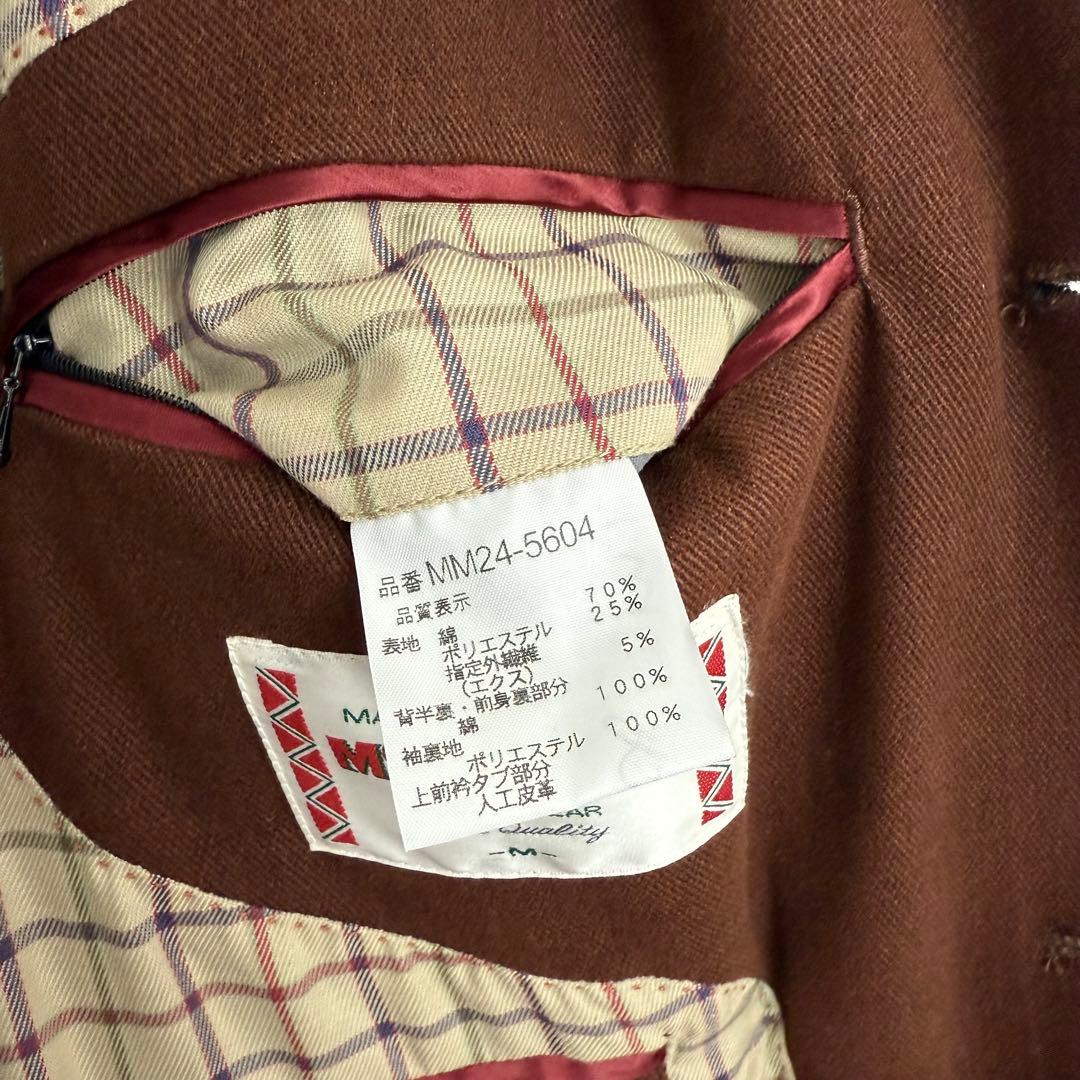 品番 MM24-5604
品質表示
表地 綿 70%
ポリエステル 25%
指定外繊維 5%
(エクス)
背半裏・前身裏部分
綿 100%
袖裏地
ポリエステル 100%
上前衿タブ部分
人工皮革
Quality
-M-